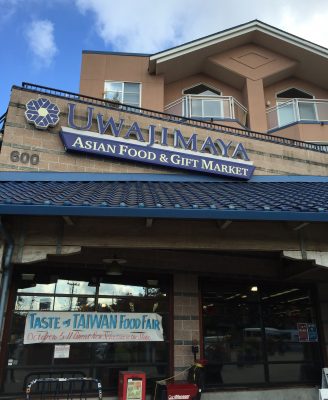 UWAJIMAYA
ASIAN FOOD & GIFT MARKET
600
TASTE OF TAIWAN FOOD FAIR